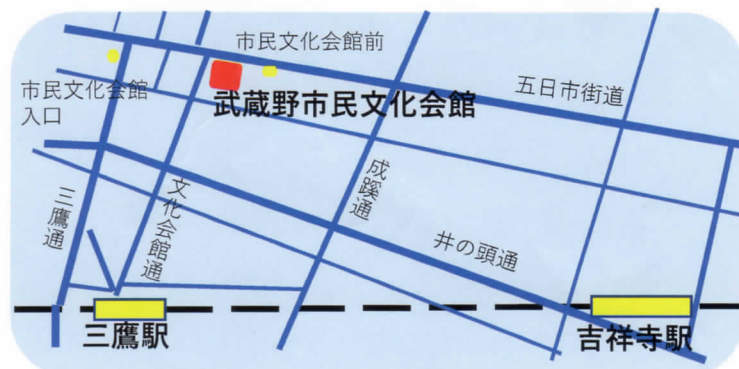 市民文化会館前
市民文化会館
入口
武蔵野市民文化会館
五日市街道
三鷹通
文化会館通
成蹊通
井の頭通
三鷹駅
吉祥寺駅